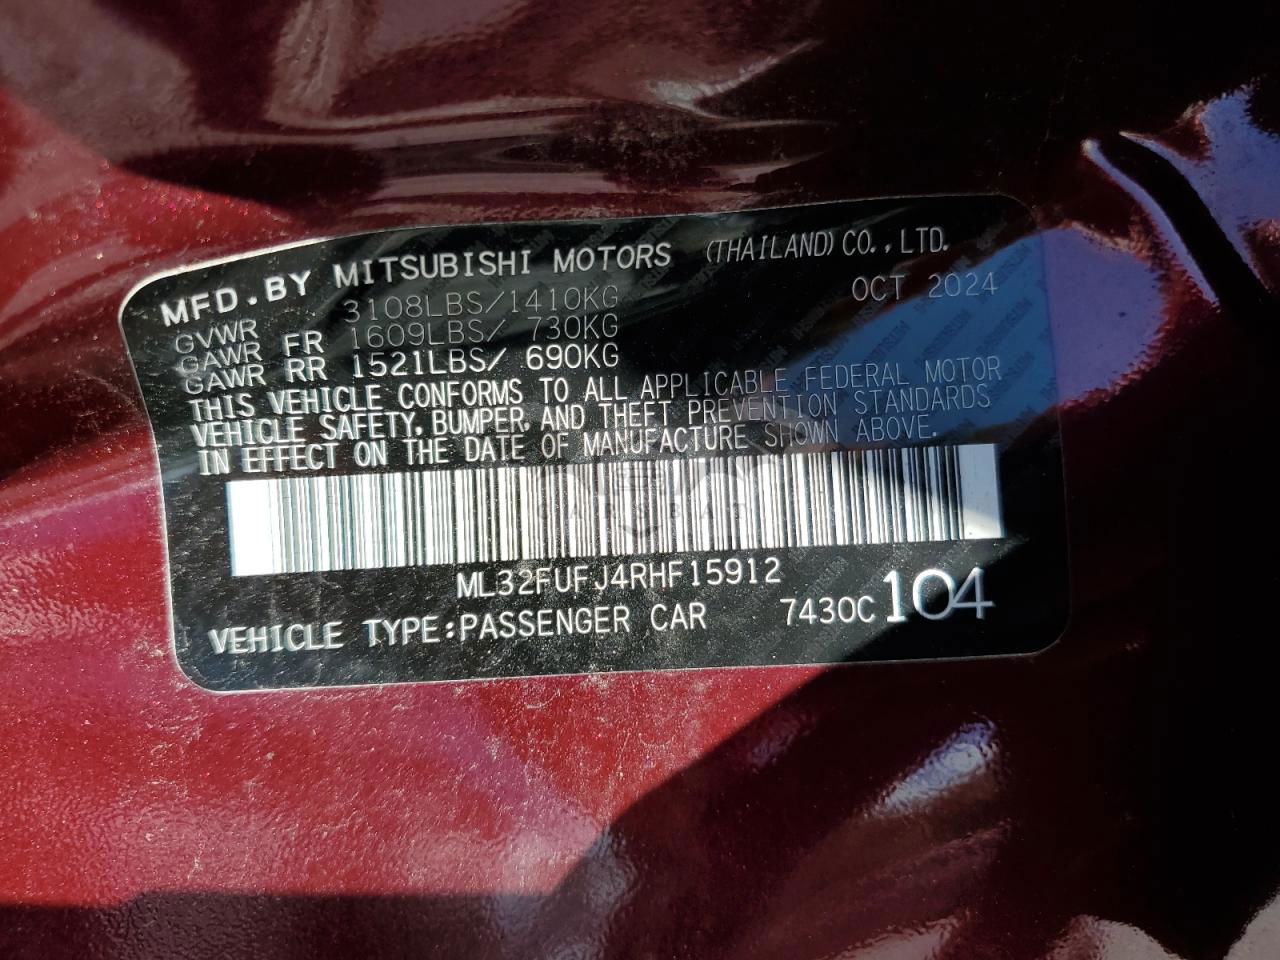 MFD.BY MITSUBISHI MOTORS (THAILAND)CO.,LTD.
GVWR 3108LBS/1410KG OCT 2024
GAWR FR 1609LBS/ 730KG
GAWR RR 1521LBS/ 690KG
THIS VEHICLE CONFORMS TO ALL APPLICABLE FEDERAL MOTOR
VEHICLE SAFETY, BUMPER, AND THEFT PREVENTION STANDARDS
IN EFFECT ON THE DATE OF MANUFACTURE SHOWN ABOVE.
ML32FUFJ4RHF15912
VEHICLE TYPE:PASSENGER CAR 7430C 104